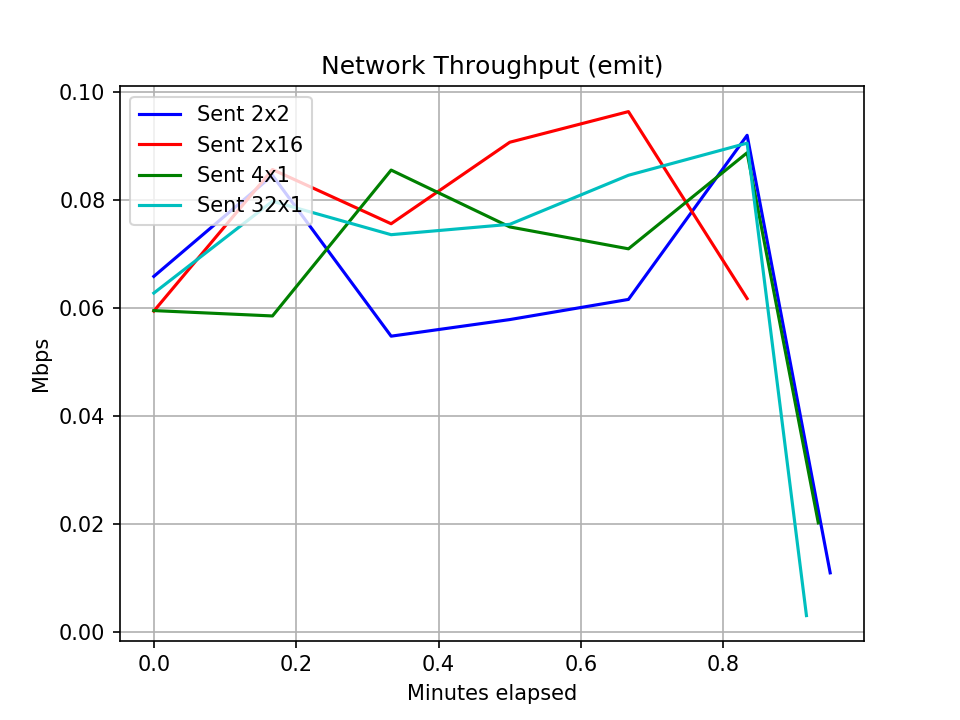 Network Throughput (emit)
0.10
0.08
0.06
0.04
0.02
0.00
Mbps
Sent 2x2
Sent 2x16
Sent 4x1
Sent 32x1
0.0 0.2 0.4 0.6 0.8
Minutes elapsed